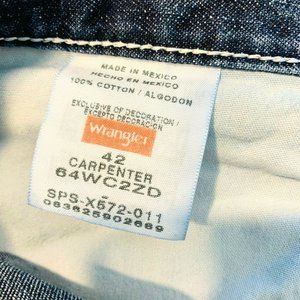 MADE IN MEXICO
HECHO EN MEXICO
100% COTTON / ALGODON
EXCLUSIVE OF DECORATION /
EXCEPTO DECORACION
Wrangler
42
CARPENTER
64WC2ZD
SPS-X572-011
083625902669